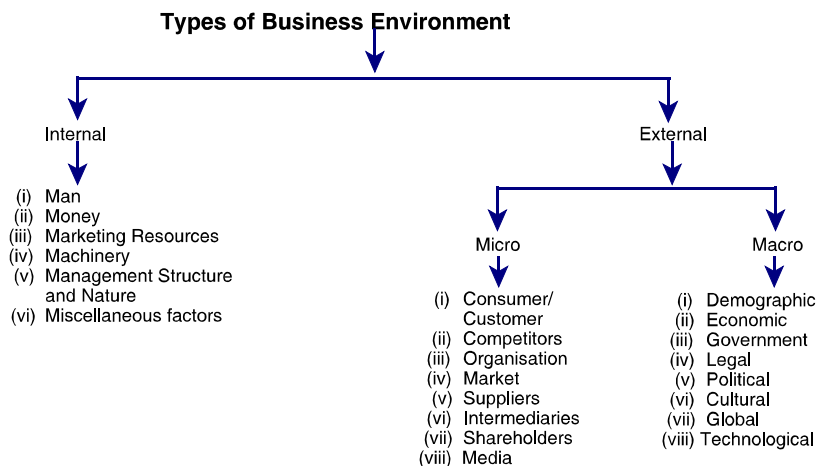 Types of Business Environment
Internal
(i) Man
(ii) Money
(iii) Marketing Resources
(iv) Machinery
(v) Management Structure
and Nature
(vi) Miscellaneous factors
External
Micro
(i) Consumer/
Customer
(ii) Competitors
(iii) Organisation
(iv) Market
(v) Suppliers
(vi) Intermediaries
(vii) Shareholders
(viii) Media
Macro
(i) Demographic
(ii) Economic
(iii) Government
(iv) Legal
(v) Political
(vi) Cultural
(vii) Global
(viii) Technological